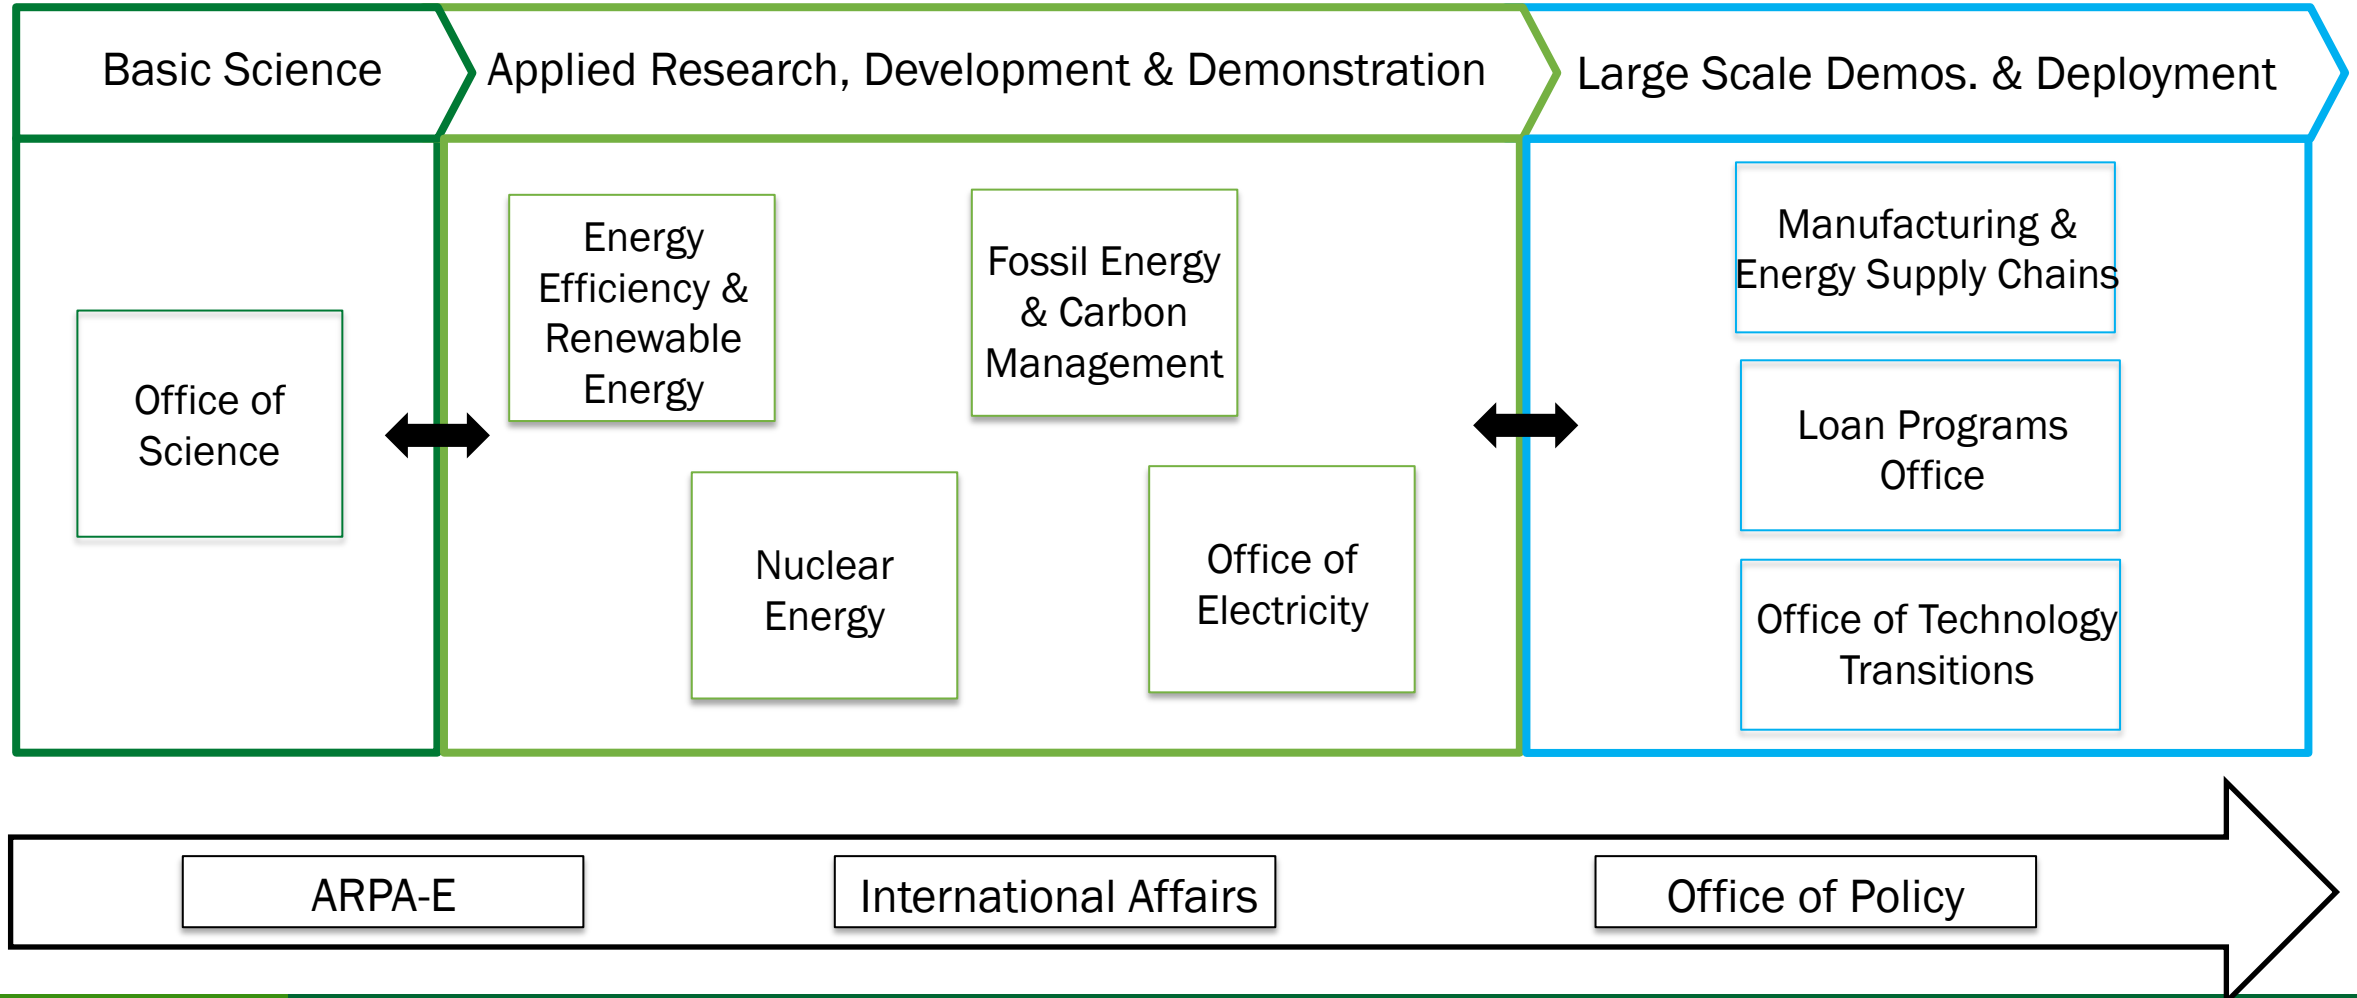 Basic Science
Applied Research, Development & Demonstration
Large Scale Demos. & Deployment
Office of
Science
Energy
Efficiency &
Renewable
Energy
Fossil Energy
& Carbon
Management
Nuclear
Energy
Office of
Electricity
Manufacturing &
Energy Supply Chains
Loan Programs
Office
Office of Technology
Transitions
ARPA-E
International Affairs
Office of Policy